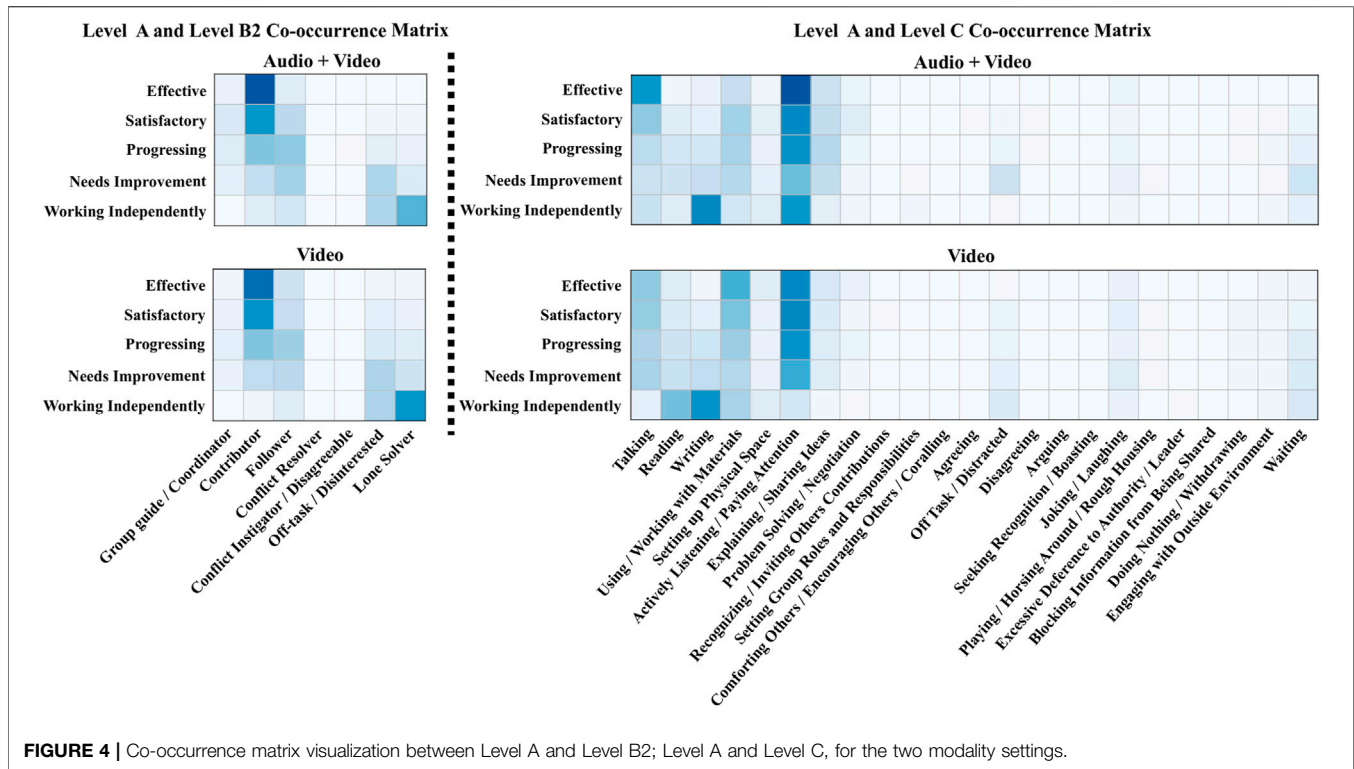 Level A and Level B2 Co-occurrence Matrix
Audio + Video
Effective
Satisfactory
Progressing
Needs Improvement
Working Independently
Video
Effective
Satisfactory
Progressing
Needs Improvement
Working Independently
Group guide / Coordinator
Contributor
Follower
Conflict Resolver
Conflict Instigator / Disagreeable
Off-task / Disinterested
Lone Solver
Level A and Level C Co-occurrence Matrix
Audio + Video
Effective
Satisfactory
Progressing
Needs Improvement
Working Independently
Video
Effective
Satisfactory
Progressing
Needs Improvement
Working Independently
Talking
Reading
Writing
Using / Working with Materials
Setting up Physical Space
Actively Listening / Paying Attention
Explaining / Sharing Ideas
Problem Solving / Negotiation
Recognizing / Inviting Others Contributions
Setting Group Roles and Responsibilities
Comforting Others / Encouraging Others / Coralling
Agreeing
Off Task / Distracted
Disagreeing
Arguing
Seeking Recognition / Boasting
Joking / Laughing
Playing / Horsing Around / Rough Housing
Excessive Deference to Authority / Leader
Blocking Information from Being Shared
Doing Nothing / Withdrawing
Engaging with Outside Environment
Waiting
FIGURE 4 | Co-occurrence matrix visualization between Level A and Level B2; Level A and Level C, for the two modality settings.